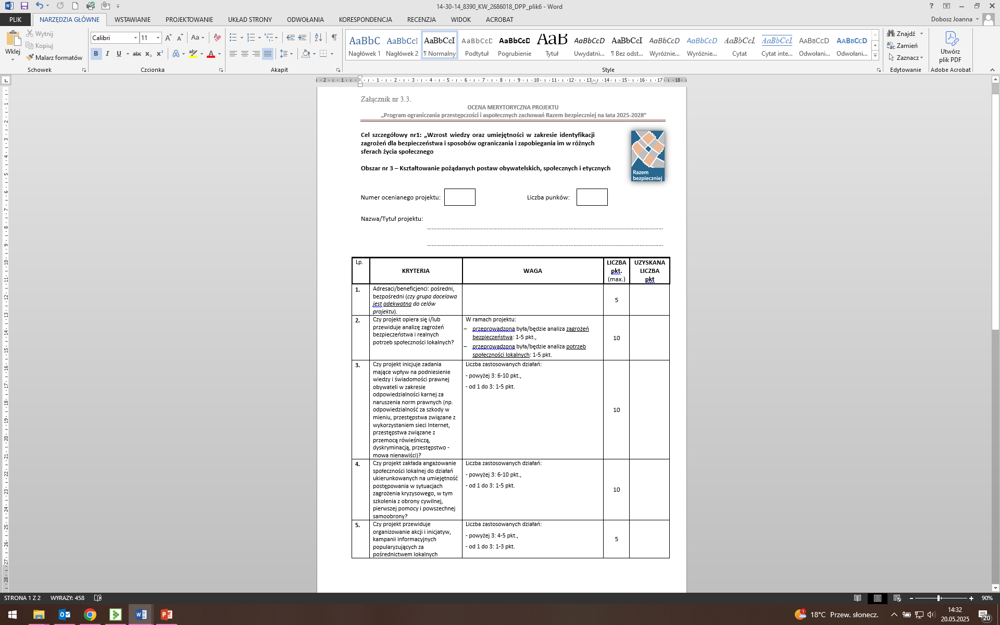 14-30-14_8390_KW_2686018_DPP_plik6 - Word
PLIK NARZĘDZIA GŁÓWNE WSTAWIANIE PROJEKTOWANIE UKŁAD STRONY ODWOŁANIA KORESPONDENCJA RECENZJA WIDOK ACROBAT Dobosz Joanna
Wklej Wytnij Kopiuj Malarz formatów
Calibri 11
AaBbC AaBbCcI AaBbCcI AaBbCcD AaBbCcD AaB AaBbCcD AaBbCcI AaBbCcD AaBbCcD AaBbCcL AaBbCcL AaBbCcD AaBbCcD
Nagłówek 1 Nagłówek 2 ¶ Normalny Podtytuł Pogrubienie Tytuł Uwydatni... ¶ Bez odst... Wyróżnie... Wyróżnie... Cytat Cytat inte... Odwołani... Odwołani...
Znajdź Zamień Zaznacz
Utwórz plik PDF
Schowek Czcionka Akapit Style Edytowanie Adobe Acrobat
Załącznik nr 3.3.
OCENA MERYTORYCZNA PROJEKTU
„Program ograniczania przestępczości i aspołecznych zachowań Razem bezpieczniej na lata 2025-2028”
Cel szczegółowy nr1: „Wzrost wiedzy oraz umiejętności w zakresie identyfikacji
zagrożeń dla bezpieczeństwa i sposobów ograniczania i zapobiegania im w różnych
sferach życia społecznego
Obszar nr 3 – Kształtowanie pożądanych postaw obywatelskich, społecznych i etycznych
Razem
bezpieczniej
Numer ocenianego projektu: Liczba punków:
Nazwa/Tytuł projektu:
Lp. KRYTERIA WAGA LICZBA pkt. (max.) UZYSKANA LICZBA pkt
1. Adresaci/beneficjenci: pośredni,
bezpośredni (czy grupa docelowa
jest adekwatna do celów
projektu).
5
2. Czy projekt opiera się i/lub
przewiduje analizę zagrożeń
bezpieczeństwa i realnych
potrzeb społeczności lokalnych?
W ramach projektu:
– przeprowadzona była/będzie analiza zagrożeń
bezpieczeństwa: 1-5 pkt.,
– przeprowadzona była/będzie analiza potrzeb
społeczności lokalnych: 1-5 pkt.
10
3. Czy projekt inicjuje zadania
mające wpływ na podniesienie
wiedzy i świadomości prawnej
obywateli w zakresie
odpowiedzialności karnej za
naruszenia norm prawnych (np.
odpowiedzialność za szkody w
mieniu, przestępstwa związane z
wykorzystaniem sieci Internet,
przestępstwa związane z
przemocą rówieśniczą,
dyskryminacją, przestępstwo -
mowa nienawiści)?
Liczba zastosowanych działań:
- powyżej 3: 6-10 pkt.,
- od 1 do 3: 1-5 pkt.
10
4. Czy projekt zakłada angażowanie
społeczności lokalnej do działań
ukierunkowanych na umiejętność
postępowania w sytuacjach
zagrożenia kryzysowego, w tym
szkolenia z obrony cywilnej,
pierwszej pomocy i powszechnej
samoobrony?
Liczba zastosowanych działań:
- powyżej 3: 6-10 pkt.,
- od 1 do 3: 1-5 pkt.
10
5. Czy projekt przewiduje
organizowanie akcji i inicjatyw,
kampanii informacyjnych
popularyzujących za
pośrednictwem lokalnych
Liczba zastosowanych działań:
- powyżej 3: 4-5 pkt.,
- od 1 do 3: 1-3 pkt.
5
STRONA 1 Z 2 WYRAZY: 458 90%
18°C Przew. słonecz. 14:32
20.05.2025 20